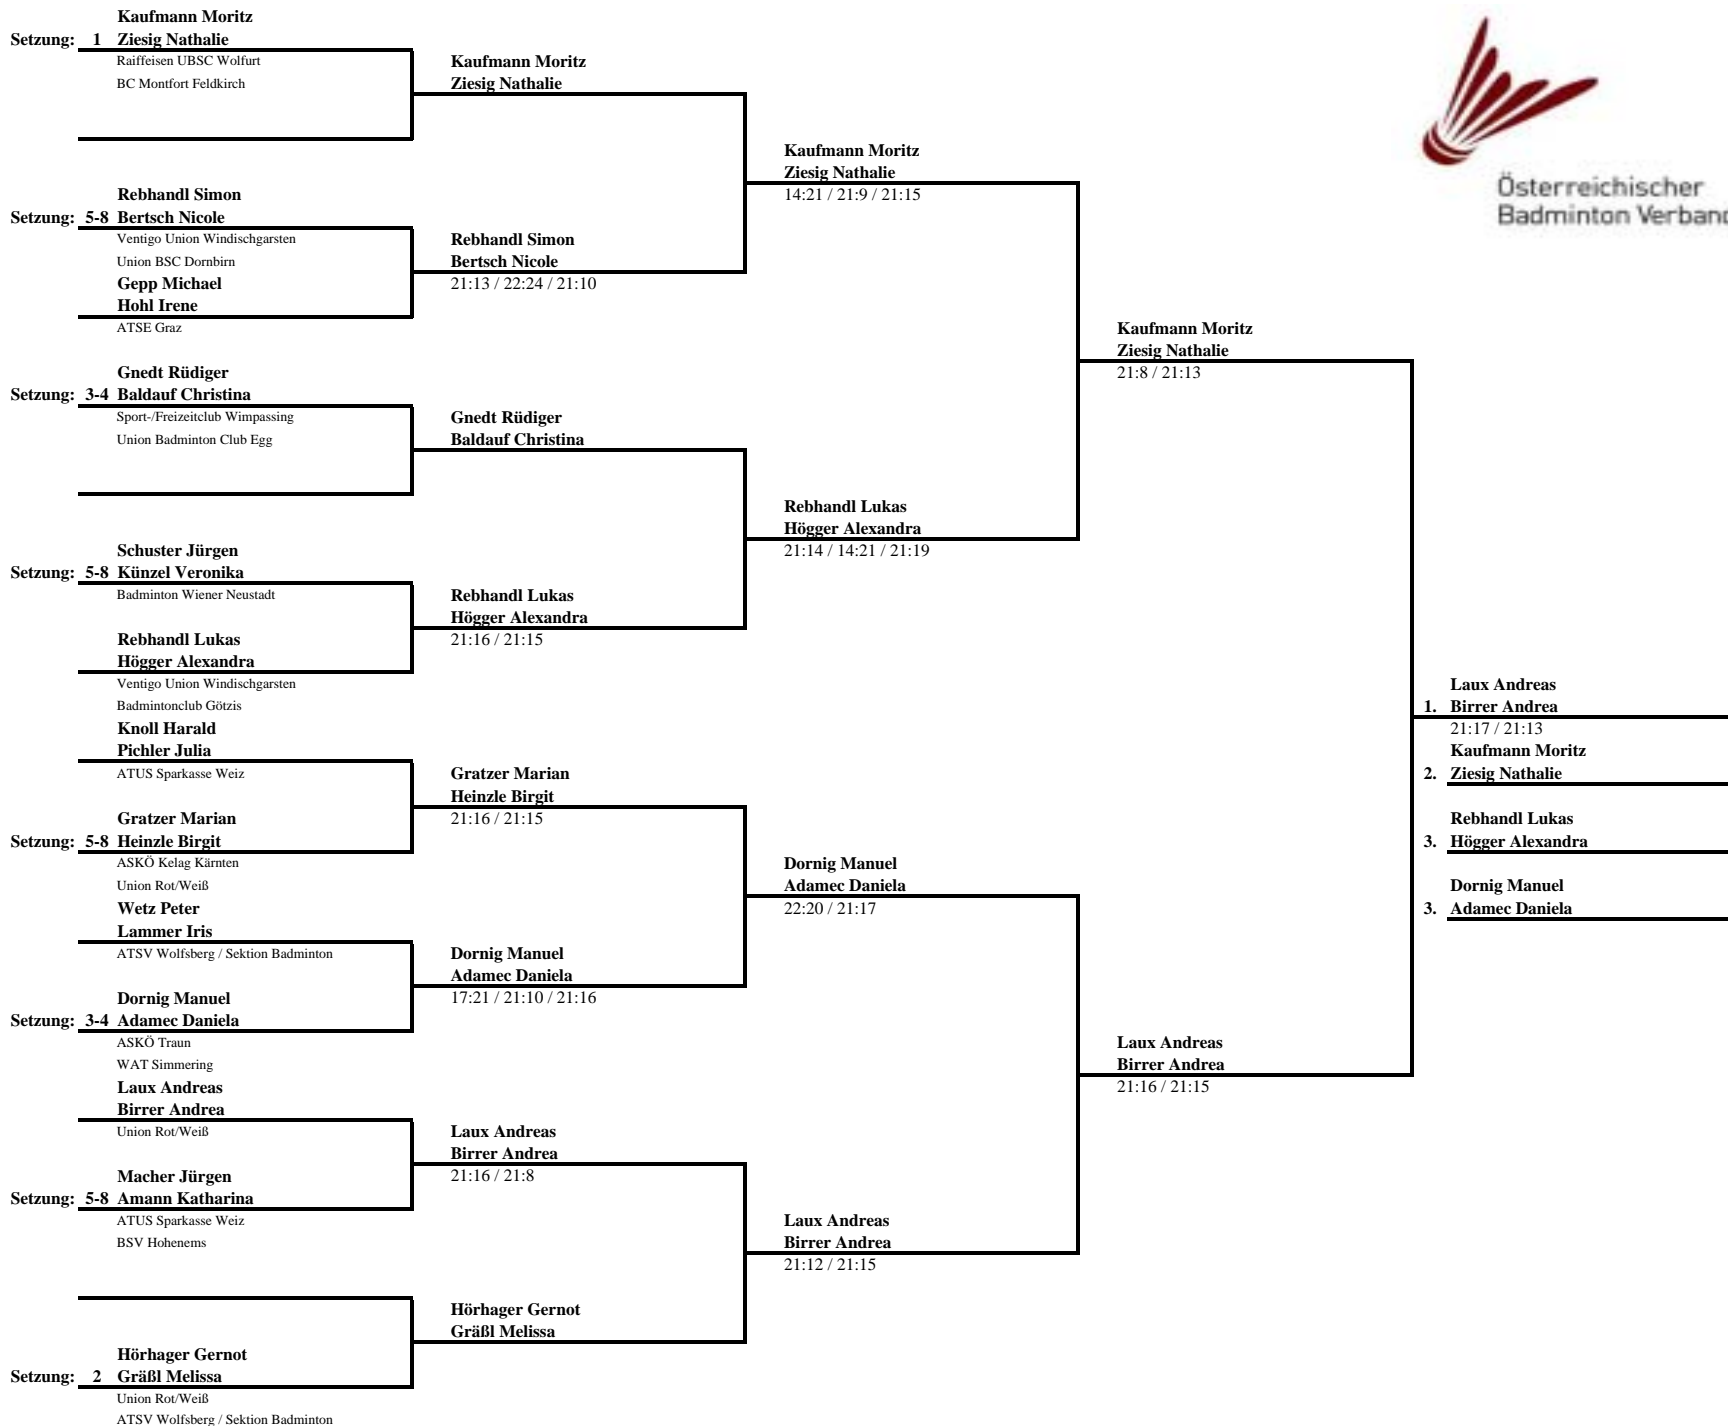 Kaufmann Moritz
Setzung: 1 Ziesig Nathalie
Raiffeisen UBSC Wolfurt
BC Montfort Feldkirch
Rebhandl Simon
Setzung: 5-8 Bertsch Nicole
Ventigo Union Windischgarsten
Union BSC Dornbirn
Gepp Michael
Hohl Irene
ATSE Graz
Gnedt Rüdiger
Setzung: 3-4 Baldauf Christina
Sport-/Freizeitclub Wimpassing
Union Badminton Club Egg
Schuster Jürgen
Setzung: 5-8 Künzel Veronika
Badminton Wiener Neustadt
Rebhandl Lukas
Högger Alexandra
Ventigo Union Windischgarsten
Badmintonclub Götzis
Knoll Harald
Pichler Julia
ATUS Sparkasse Weiz
Gratzer Marian
Setzung: 5-8 Heinzle Birgit
ASKÖ Kelag Kärnten
Union Rot/Weiß
Wetz Peter
Lammer Iris
ATSV Wolfsberg / Sektion Badminton
Dornig Manuel
Setzung: 3-4 Adamec Daniela
ASKÖ Traun
WAT Simmering
Laux Andreas
Birrer Andrea
Union Rot/Weiß
Macher Jürgen
Setzung: 5-8 Amann Katharina
ATUS Sparkasse Weiz
BSV Hohenems
Hörhager Gernot
Setzung: 2 Gräßl Melissa
Union Rot/Weiß
ATSV Wolfsberg / Sektion Badminton
Kaufmann Moritz
Ziesig Nathalie
Rebhandl Simon
Bertsch Nicole
21:13 / 22:24 / 21:10
Gnedt Rüdiger
Baldauf Christina
Rebhandl Lukas
Högger Alexandra
21:16 / 21:15
Gratzer Marian
Heinzle Birgit
21:16 / 21:15
Dornig Manuel
Adamec Daniela
17:21 / 21:10 / 21:16
Laux Andreas
Birrer Andrea
21:16 / 21:8
Hörhager Gernot
Gräßl Melissa
Kaufmann Moritz
Ziesig Nathalie
14:21 / 21:9 / 21:15
Rebhandl Lukas
Högger Alexandra
21:14 / 14:21 / 21:19
Dornig Manuel
Adamec Daniela
22:20 / 21:17
Laux Andreas
Birrer Andrea
21:12 / 21:15
Kaufmann Moritz
Ziesig Nathalie
21:8 / 21:13
Laux Andreas
Birrer Andrea
21:16 / 21:15
Österreichischer
Badminton Verband
Laux Andreas
1. Birrer Andrea
21:17 / 21:13
Kaufmann Moritz
2. Ziesig Nathalie
Rebhandl Lukas
3. Högger Alexandra
Dornig Manuel
3. Adamec Daniela